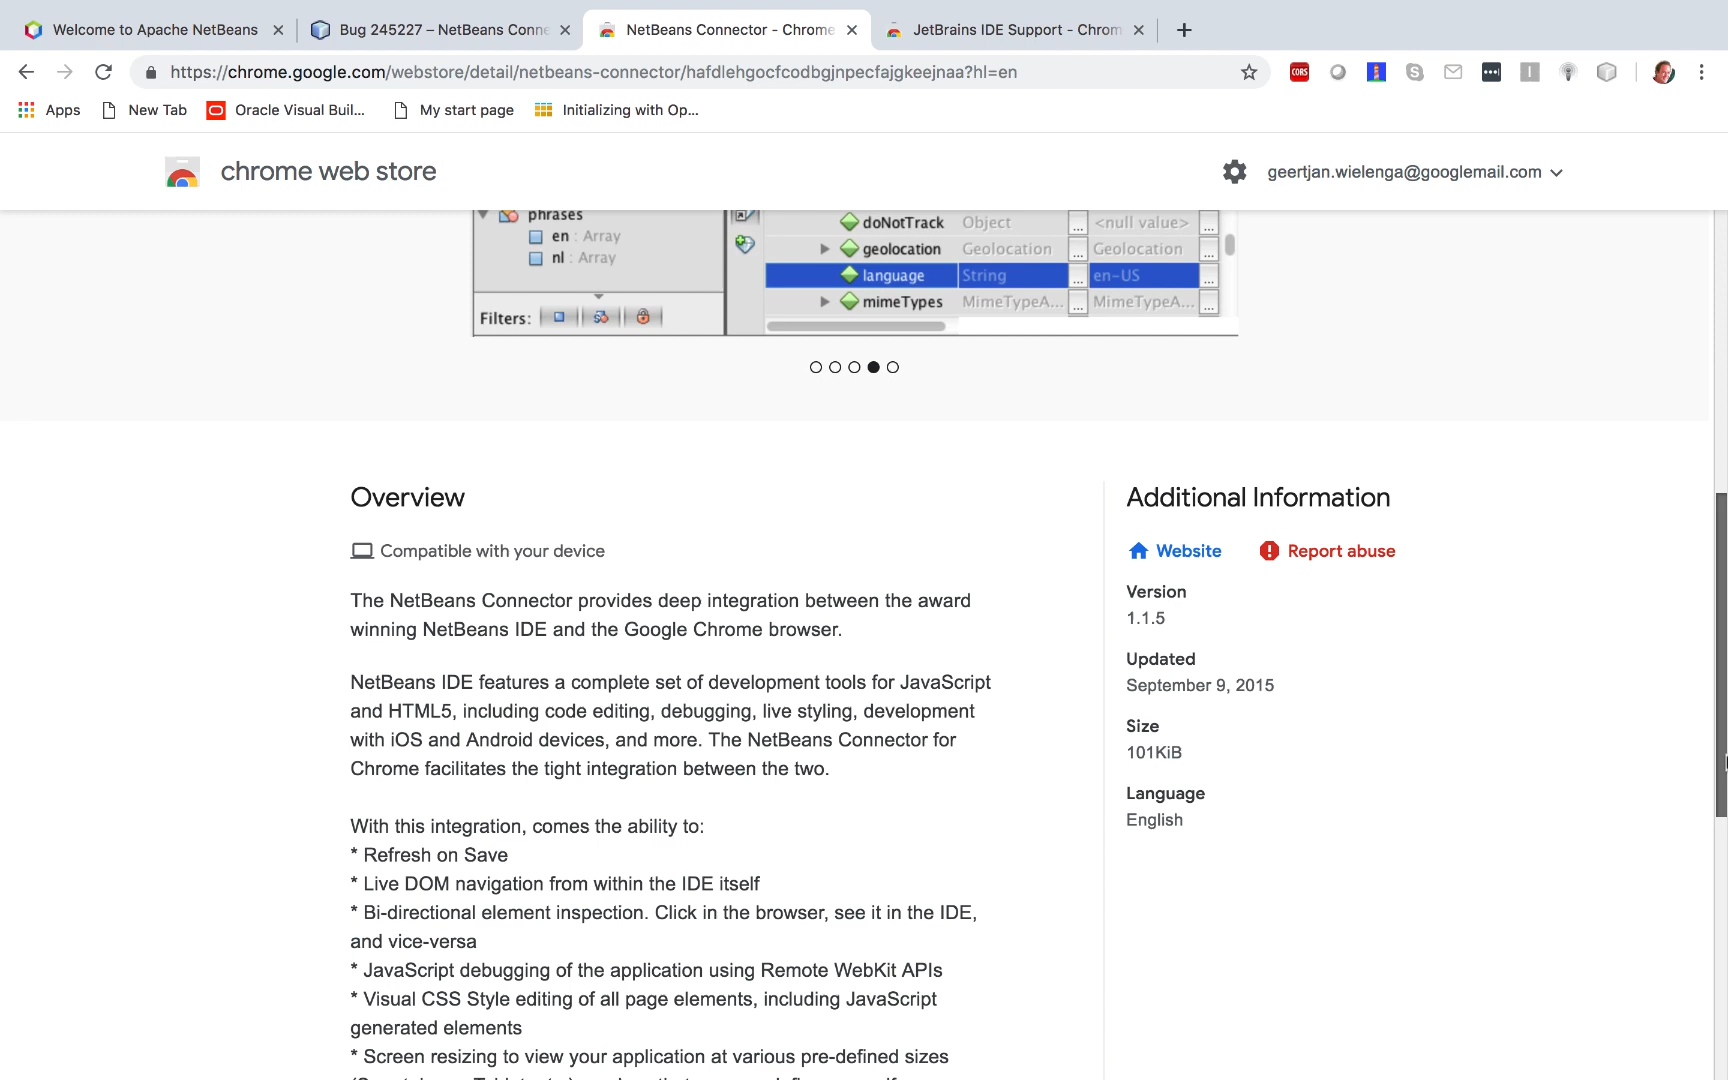 Welcome to Apache NetBeans
Bug 245227 – NetBeans Conne
NetBeans Connector - Chrome
JetBrains IDE Support - Chrom
https://chrome.google.com/webstore/detail/netbeans-connector/hafdlehgocfcodbgjnpecfajgkeejnaa?hl=en
CORS
Apps
New Tab
Oracle Visual Buil...
My start page
Initializing with Op...
chrome web store
geertjan.wielenga@googlemail.com
phrases
en : Array
nl : Array
Filters:
doNotTrack Object ... <null value> ...
geolocation Geolocation ... Geolocation ...
language String ... en-US ...
mimeTypes MimeTypeA... ... MimeTypeA... ...
Overview
Compatible with your device
The NetBeans Connector provides deep integration between the award
winning NetBeans IDE and the Google Chrome browser.
NetBeans IDE features a complete set of development tools for JavaScript
and HTML5, including code editing, debugging, live styling, development
with iOS and Android devices, and more. The NetBeans Connector for
Chrome facilitates the tight integration between the two.
With this integration, comes the ability to:
* Refresh on Save
* Live DOM navigation from within the IDE itself
* Bi-directional element inspection. Click in the browser, see it in the IDE,
and vice-versa
* JavaScript debugging of the application using Remote WebKit APIs
* Visual CSS Style editing of all page elements, including JavaScript
generated elements
* Screen resizing to view your application at various pre-defined sizes
Additional Information
Website
Report abuse
Version
1.1.5
Updated
September 9, 2015
Size
101KiB
Language
English